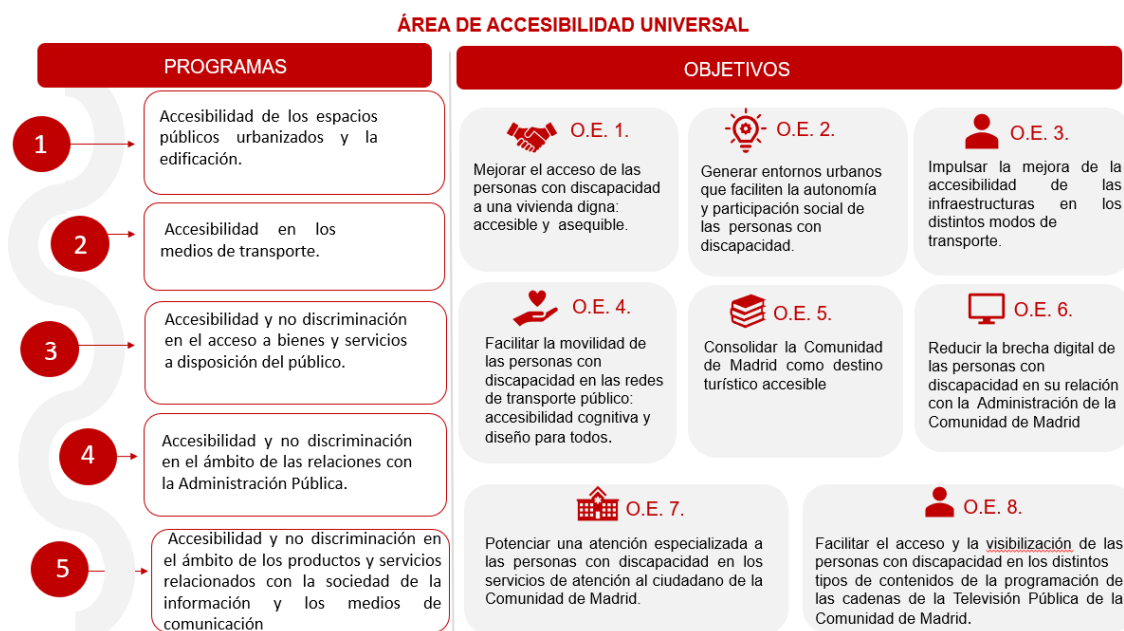 ÁREA DE ACCESIBILIDAD UNIVERSAL
PROGRAMAS
1
Accesibilidad de los espacios
públicos urbanizados y la
edificación.
2
Accesibilidad en los
medios de transporte.
3
Accesibilidad y no discriminación
en el acceso a bienes y servicios
a disposición del público.
4
Accesibilidad y no discriminación
en el ámbito de las relaciones con
la Administración Pública.
5
Accesibilidad y no discriminación en
el ámbito de los productos y servicios
relacionados con la sociedad de la
información y los medios de
comunicación
OBJETIVOS
O.E. 1.
Mejorar el acceso de las
personas con discapacidad
a una vivienda digna:
accesible y asequible.
O.E. 2.
Generar entornos urbanos
que faciliten la autonomía
y participación social de
las personas con
discapacidad.
O.E. 3.
Impulsar la mejora de la
accesibilidad de las
infraestructuras en los
distintos modos de
transporte.
O.E. 4.
Facilitar la movilidad de
las personas con
discapacidad en las redes
de transporte público:
accesibilidad cognitiva y
diseño para todos.
O.E. 5.
Consolidar la Comunidad
de Madrid como destino
turístico accesible
O.E. 6.
Reducir la brecha digital de
las personas con
discapacidad en su relación
con la Administración de la
Comunidad de Madrid
O.E. 7.
Potenciar una atención especializada a
las personas con discapacidad en los
servicios de atención al ciudadano de la
Comunidad de Madrid.
O.E. 8.
Facilitar el acceso y la visibilización de las
personas con discapacidad en los distintos
tipos de contenidos de la programación de
las cadenas de la Televisión Pública de la
Comunidad de Madrid.